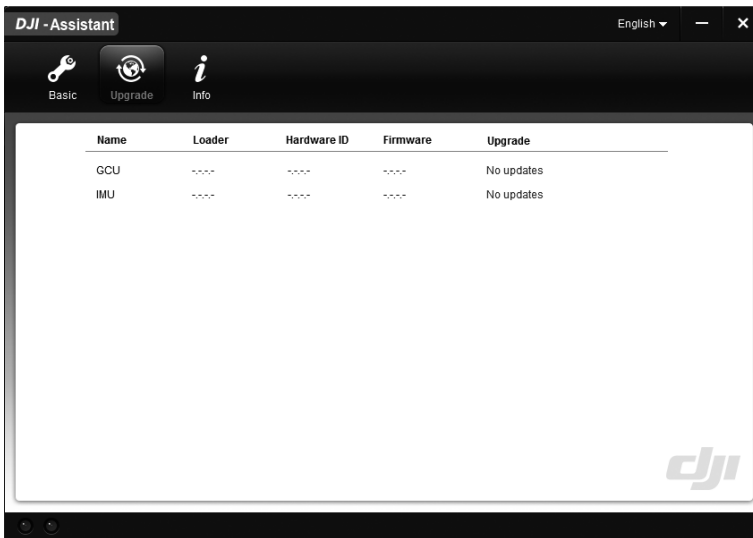 DJI - Assistant English
Basic Upgrade Info
Name Loader Hardware ID Firmware Upgrade
GCU -.-.-.- -.-.-.- -.-.-.- No updates
IMU -.-.-.- -.-.-.- -.-.-.- No updates
dji